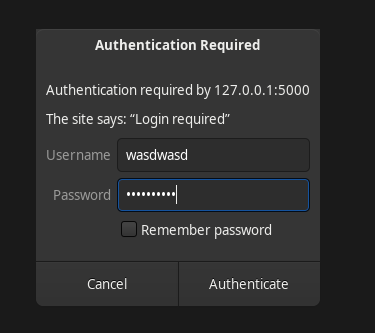 Authentication Required
Authentication required by 127.0.0.1:5000
The site says: “Login required”
Username wasdwasd
Password ••••••••••
Remember password
Cancel Authenticate